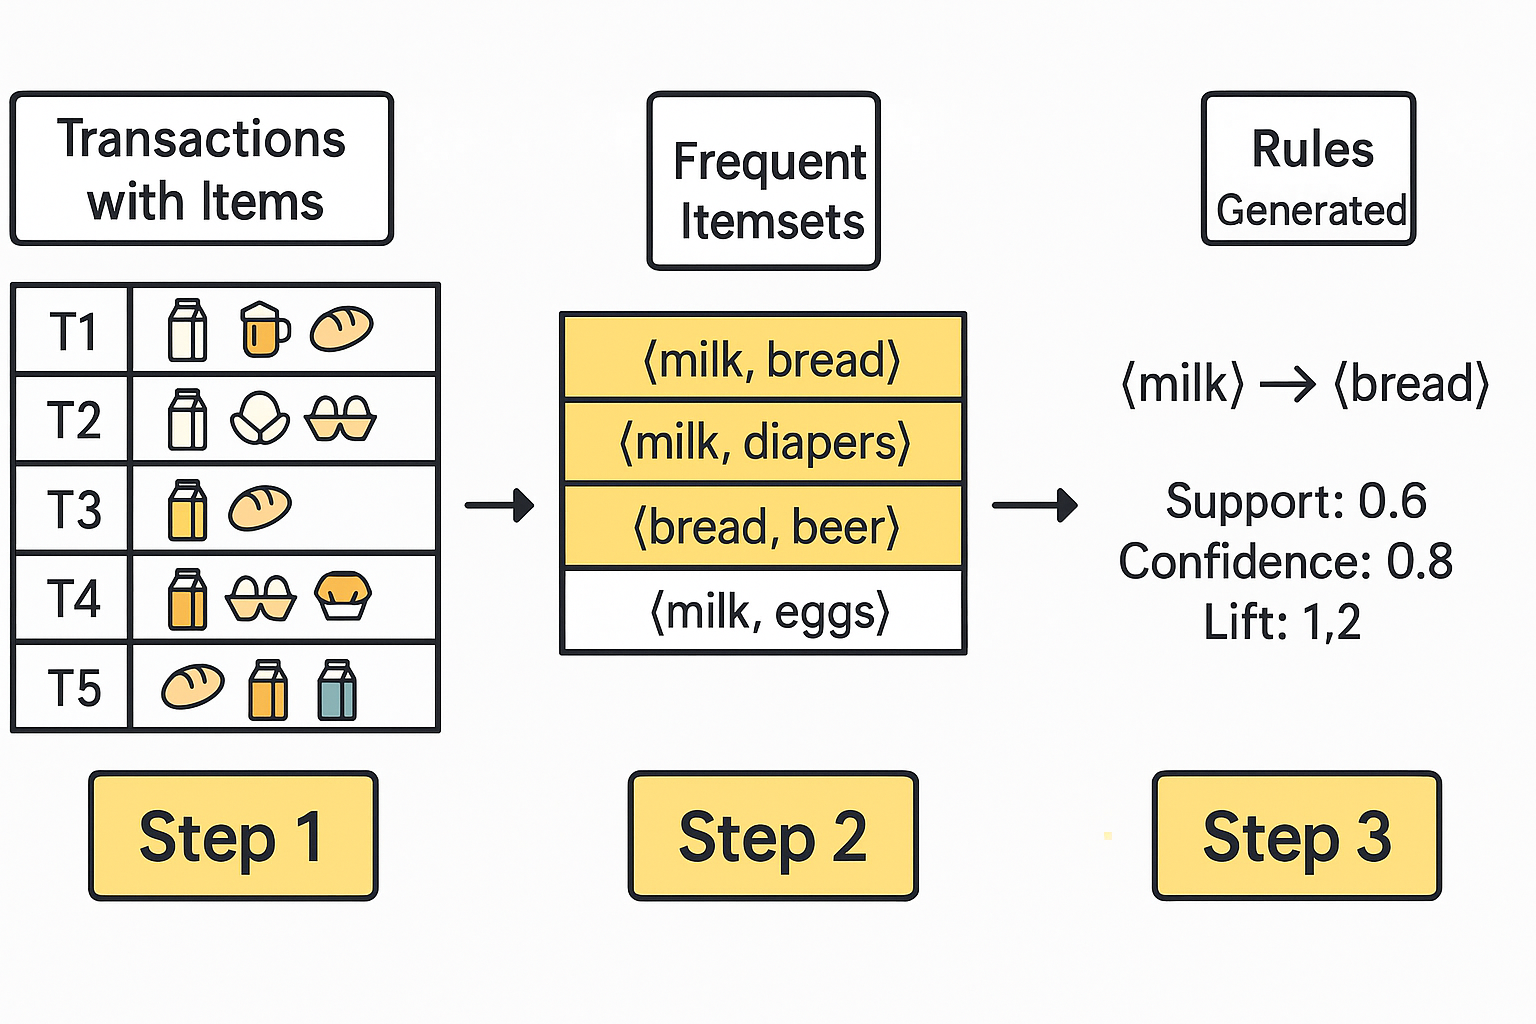 Transactions
with Items
T1
T2
T3
T4
T5
Step 1
Frequent
Itemsets
⟨milk, bread⟩
⟨milk, diapers⟩
⟨bread, beer⟩
⟨milk, eggs⟩
Step 2
Rules
Generated
⟨milk⟩ → ⟨bread⟩
Support: 0.6
Confidence: 0.8
Lift: 1,2
Step 3